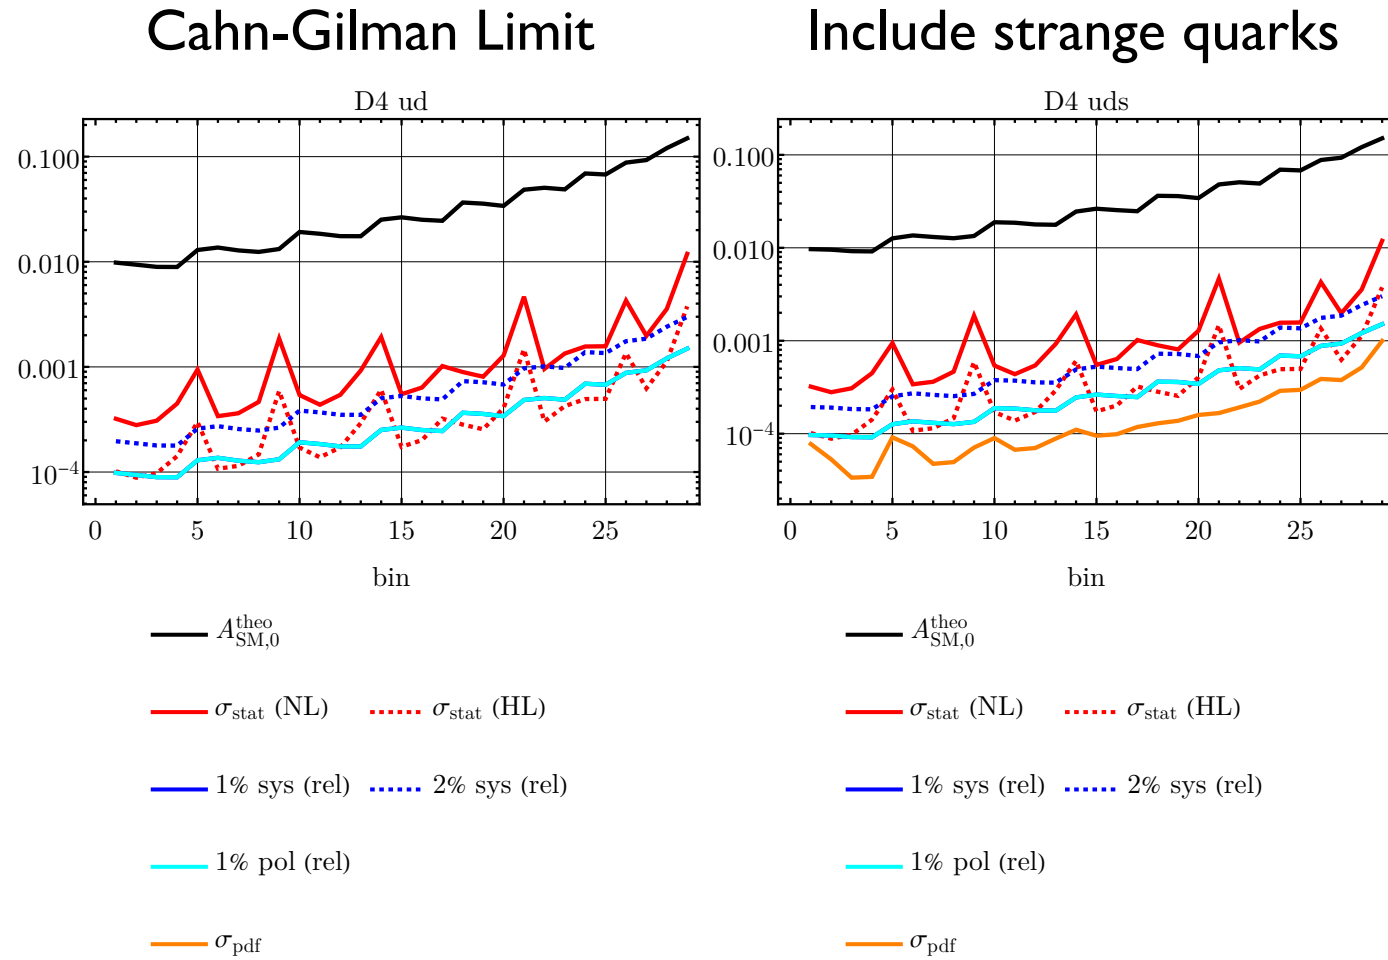 Cahn-Gilman Limit
D4 ud
0.100
0.010
0.001
10⁻⁴
0 5 10 15 20 25
bin
A^theo_SM,0
σ_stat (NL) σ_stat (HL)
1% sys (rel) 2% sys (rel)
1% pol (rel)
σ_pdf
Include strange quarks
D4 uds
0.100
0.010
0.001
10⁻⁴
0 5 10 15 20 25
bin
A^theo_SM,0
σ_stat (NL) σ_stat (HL)
1% sys (rel) 2% sys (rel)
1% pol (rel)
σ_pdf